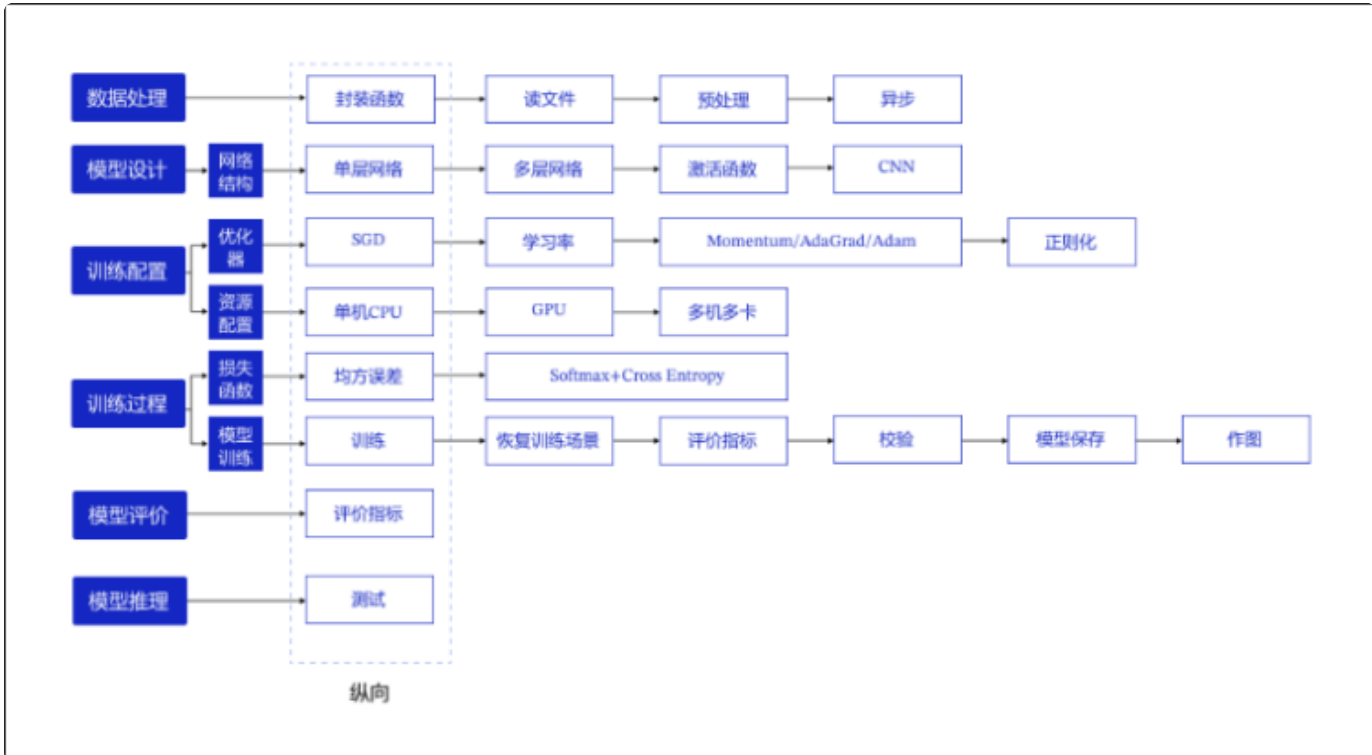 数据处理
封装函数
读文件
预处理
异步
模型设计
网络
结构
单层网络
多层网络
激活函数
CNN
训练配置
优化
器
SGD
学习率
Momentum/AdaGrad/Adam
正则化
资源
配置
单机CPU
GPU
多机多卡
训练过程
损失
函数
均方误差
Softmax+Cross Entropy
模型
训练
训练
恢复训练场景
评价指标
校验
模型保存
作图
模型评价
评价指标
模型推理
测试
纵向